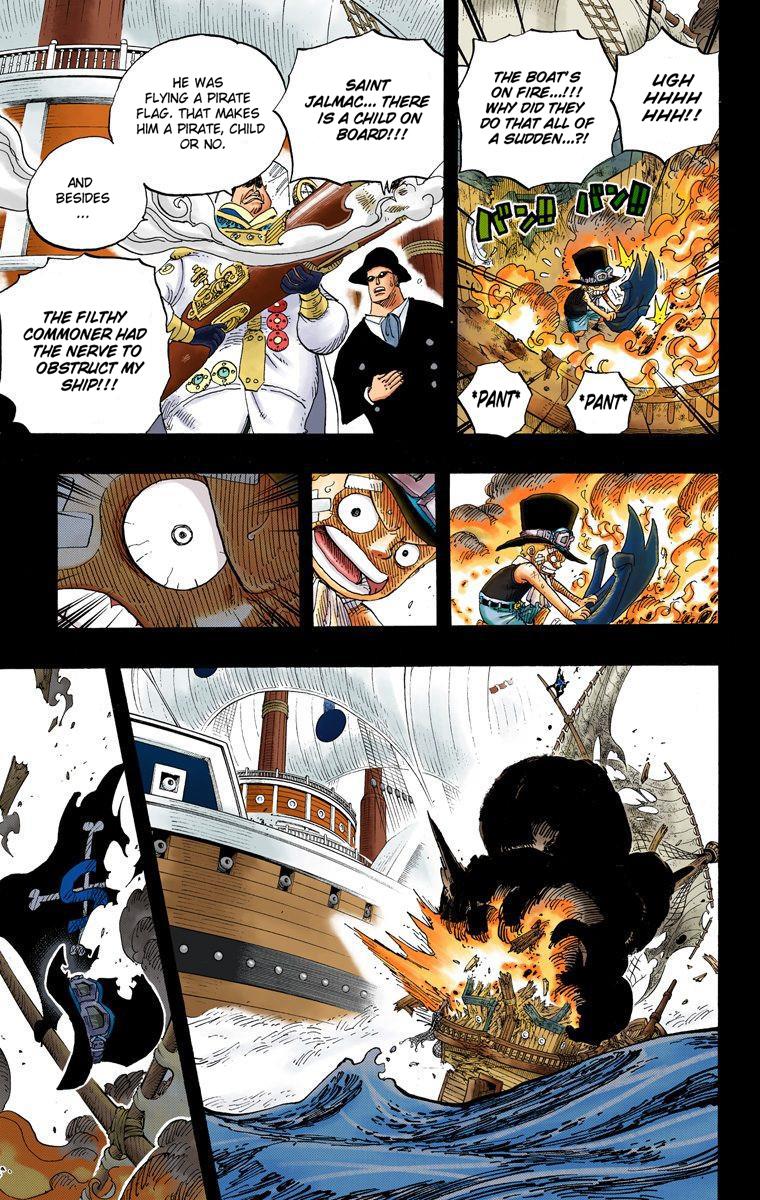 UGH
HHHH
HHH!!
THE BOAT'S
ON FIRE...!!!
WHY DID THEY
DO THAT ALL OF
A SUDDEN...?!
バン!!
バン!!
*PANT*
*PANT*
SAINT
JALMAC... THERE
IS A CHILD ON
BOARD!!!
HE WAS
FLYING A PIRATE
FLAG. THAT MAKES
HIM A PIRATE, CHILD
OR NO.
AND
BESIDES
...
THE FILTHY
COMMONER HAD
THE NERVE TO
OBSTRUCT MY
SHIP!!!